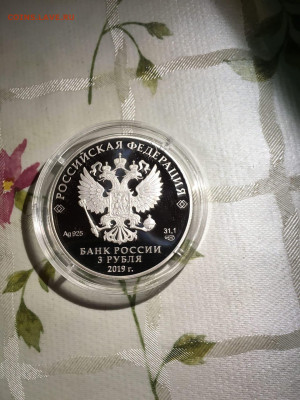 РОССИЙСКАЯ ФЕДЕРАЦИЯ
Ag 925
31,1
БАНК РОССИИ
3 РУБЛЯ
2019 г.